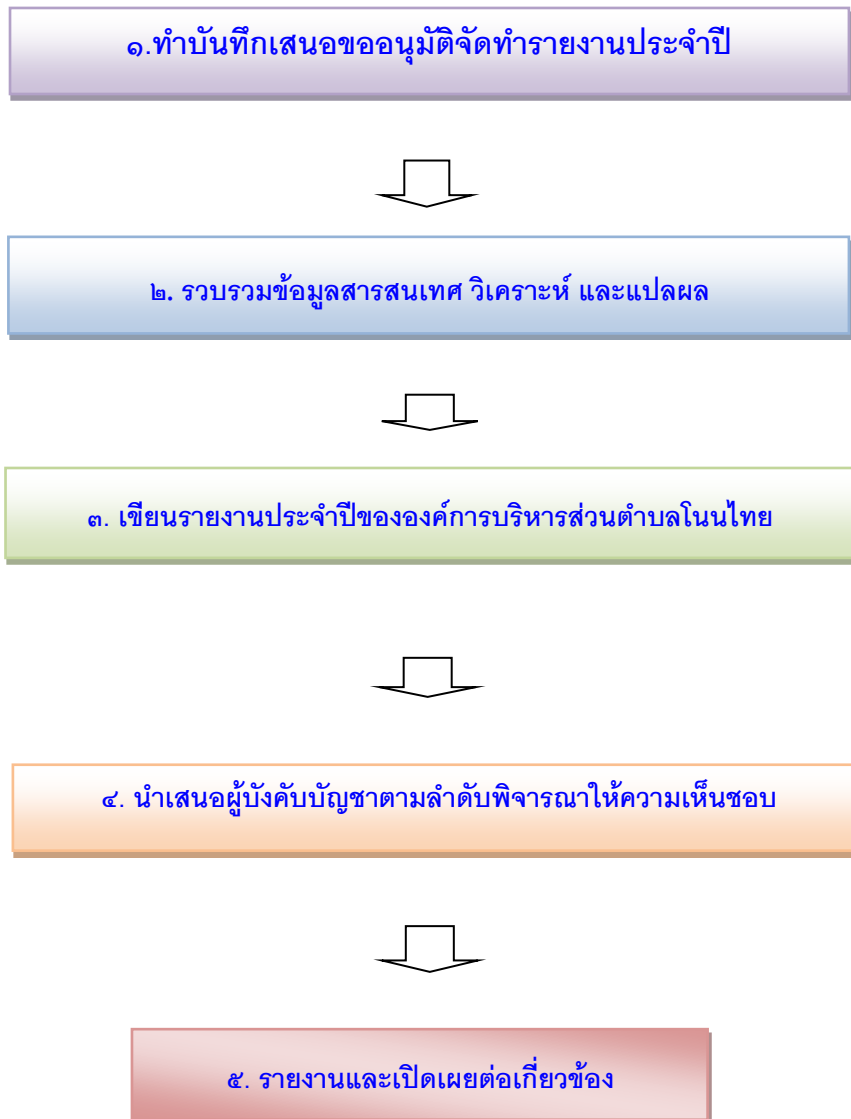 ๑.ทำบันทึกเสนอขออนุมัติจัดทำรายงานประจำปี
๒. รวบรวมข้อมูลสารสนเทศ วิเคราะห์ และแปลผล
๓. เขียนรายงานประจำปีขององค์การบริหารส่วนตำบลโนนไทย
๔. นำเสนอผู้บังคับบัญชาตามลำดับพิจารณาให้ความเห็นชอบ
๕. รายงานและเปิดเผยต่อเกี่ยวข้อง